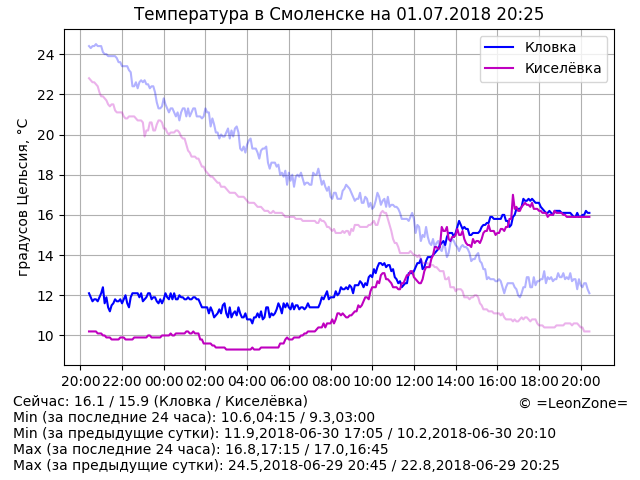 Температура в Смоленске на 01.07.2018 20:25
Кловка
Киселёвка
градусов Цельсия, °C
24
22
20
18
16
14
12
10
20:00 22:00 00:00 02:00 04:00 06:00 08:00 10:00 12:00 14:00 16:00 18:00 20:00
Сейчас: 16.1 / 15.9 (Кловка / Киселёвка)
© =LeonZone=
Min (за последние 24 часа): 10.6,04:15 / 9.3,03:00
Min (за предыдущие сутки): 11.9,2018-06-30 17:05 / 10.2,2018-06-30 20:10
Max (за последние 24 часа): 16.8,17:15 / 17.0,16:45
Max (за предыдущие сутки): 24.5,2018-06-29 20:45 / 22.8,2018-06-29 20:25